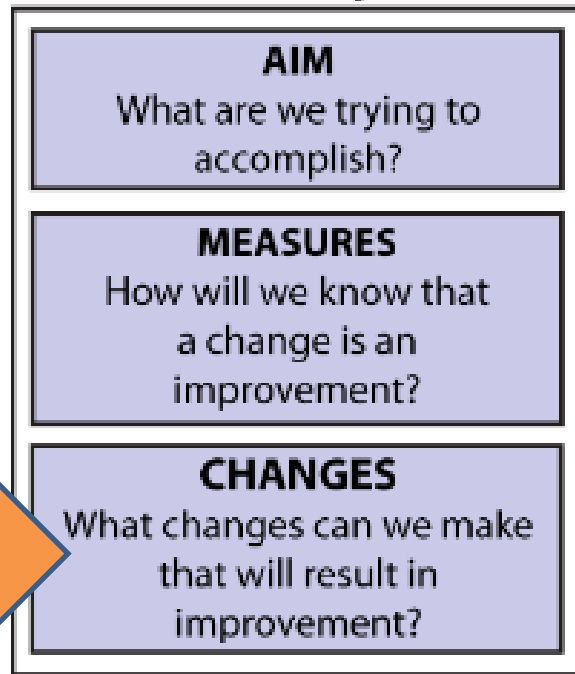 AIM
What are we trying to
accomplish?
MEASURES
How will we know that
a change is an
improvement?
CHANGES
What changes can we make
that will result in
improvement?